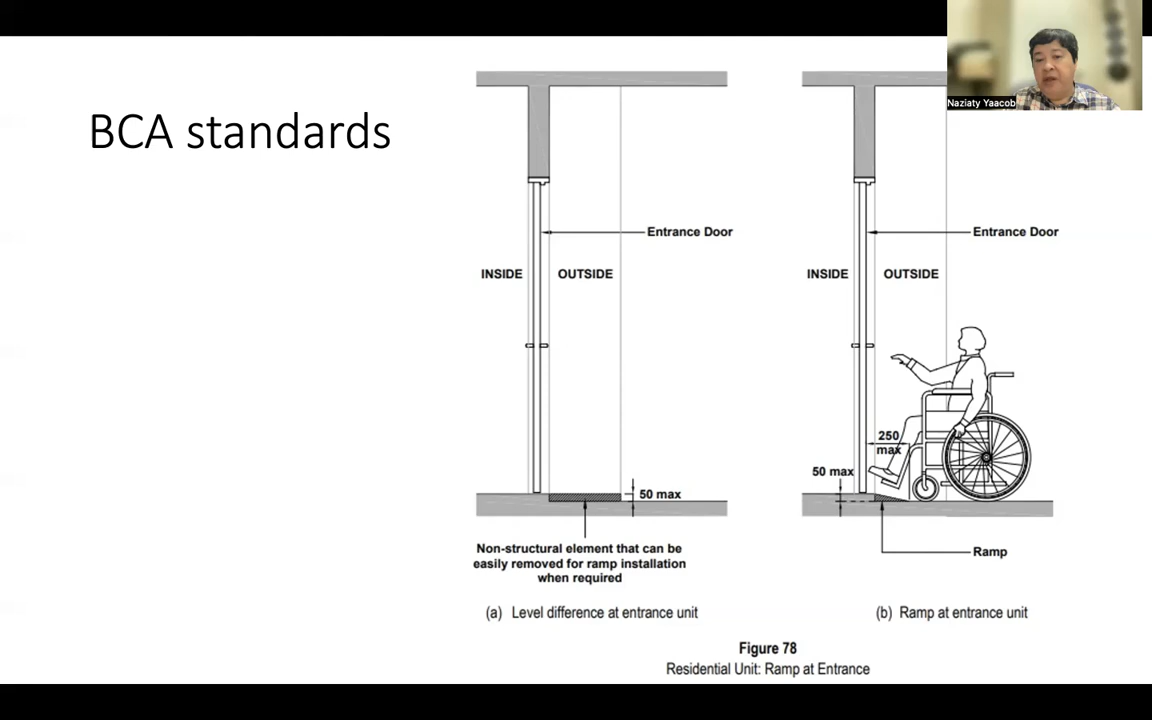 BCA standards
Naziaty Yaacob
Entrance Door
INSIDE
OUTSIDE
50 max
Non-structural element that can be
easily removed for ramp installation
when required
(a) Level difference at entrance unit
Entrance Door
INSIDE
OUTSIDE
250
max
50 max
Ramp
(b) Ramp at entrance unit
Figure 78
Residential Unit: Ramp at Entrance